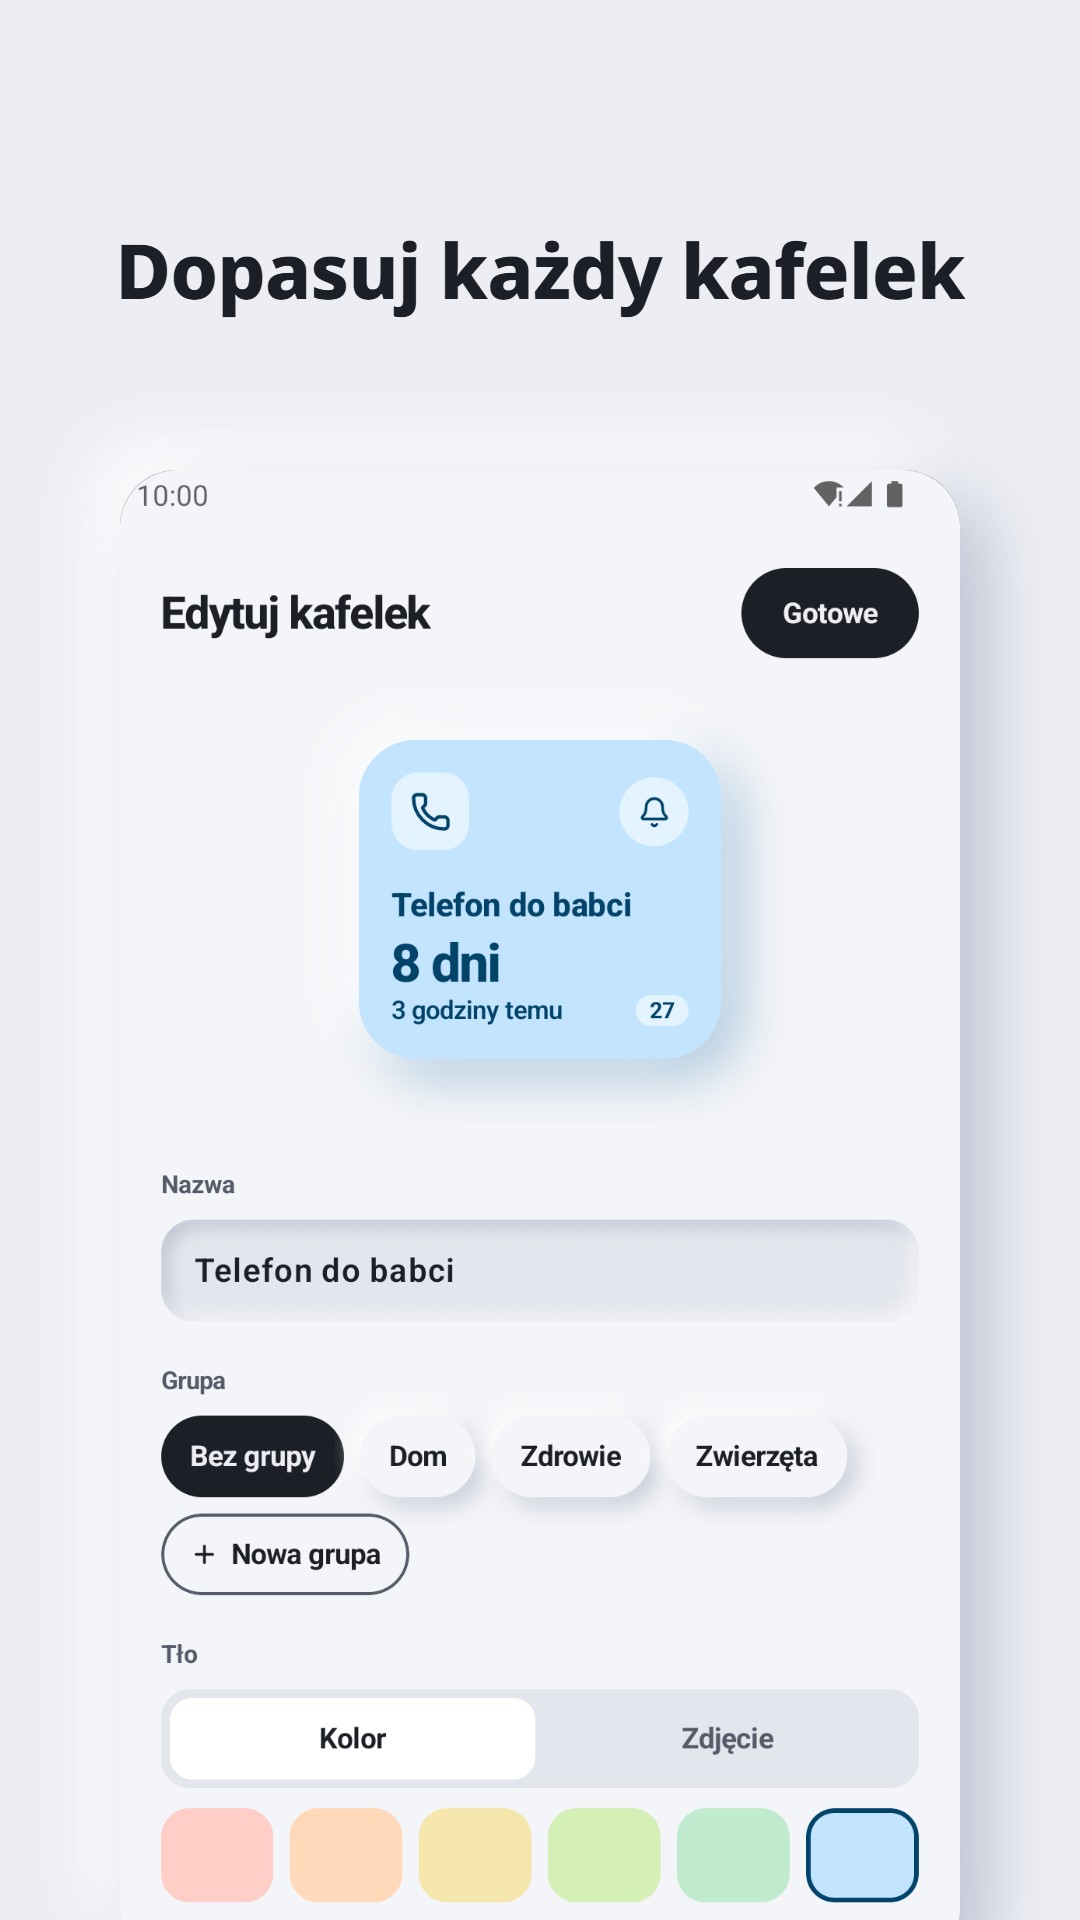 Dopasuj każdy kafelek
10:00
Edytuj kafelek
Gotowe
Telefon do babci
8 dni
3 godziny temu
27
Nazwa
Telefon do babci
Grupa
Bez grupy
Dom
Zdrowie
Zwierzęta
+ Nowa grupa
Tło
Kolor
Zdjęcie